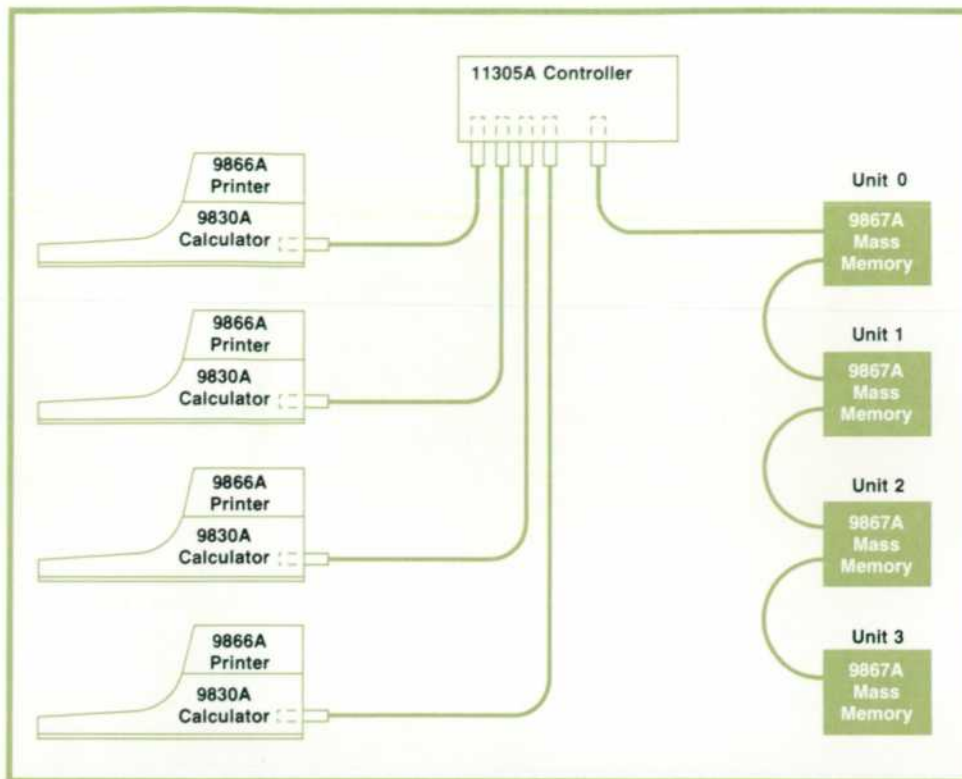 11305A Controller
9866A
Printer
9830A
Calculator
9866A
Printer
9830A
Calculator
9866A
Printer
9830A
Calculator
9866A
Printer
9830A
Calculator
Unit 0
9867A
Mass
Memory
Unit 1
9867A
Mass
Memory
Unit 2
9867A
Mass
Memory
Unit 3
9867A
Mass
Memory